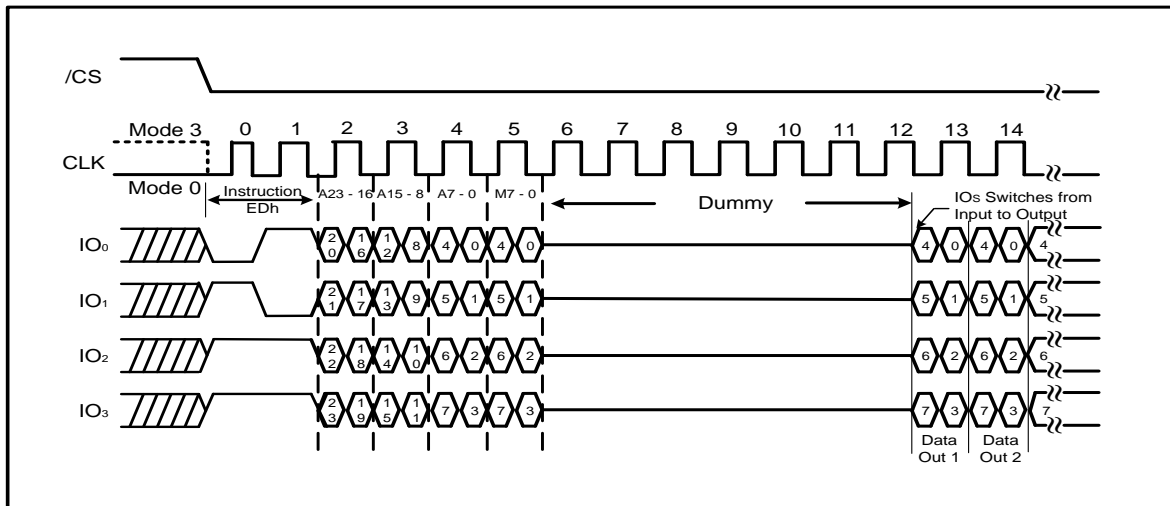 /CS
Mode 3 0 1 2 3 4 5 6 7 8 9 10 11 12 13 14
CLK
Mode 0
Instruction
EDh
A23 - 16 A15 - 8 A7 - 0 M7 - 0
Dummy
IOs Switches from
Input to Output
IO0 20 16 12 8 4 0 4 0 4 0 4 0 4
IO1 21 17 13 9 5 1 5 1 5 1 5 1 5
IO2 22 18 14 10 6 2 6 2 6 2 6 2 6
IO3 23 19 15 11 7 3 7 3 7 3 7 3 7
Data
Out 1
Data
Out 2